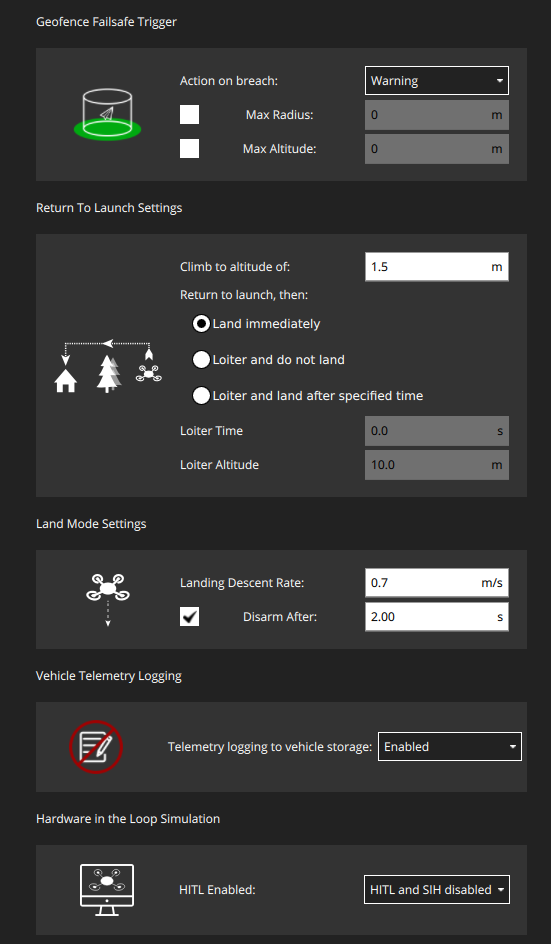 Geofence Failsafe Trigger
Action on breach: Warning
Max Radius: 0 m
Max Altitude: 0 m
Return To Launch Settings
Climb to altitude of: 1.5 m
Return to launch, then:
Land immediately
Loiter and do not land
Loiter and land after specified time
Loiter Time 0.0 s
Loiter Altitude 10.0 m
Land Mode Settings
Landing Descent Rate: 0.7 m/s
Disarm After: 2.00 s
Vehicle Telemetry Logging
Telemetry logging to vehicle storage: Enabled
Hardware in the Loop Simulation
HITL Enabled: HITL and SIH disabled